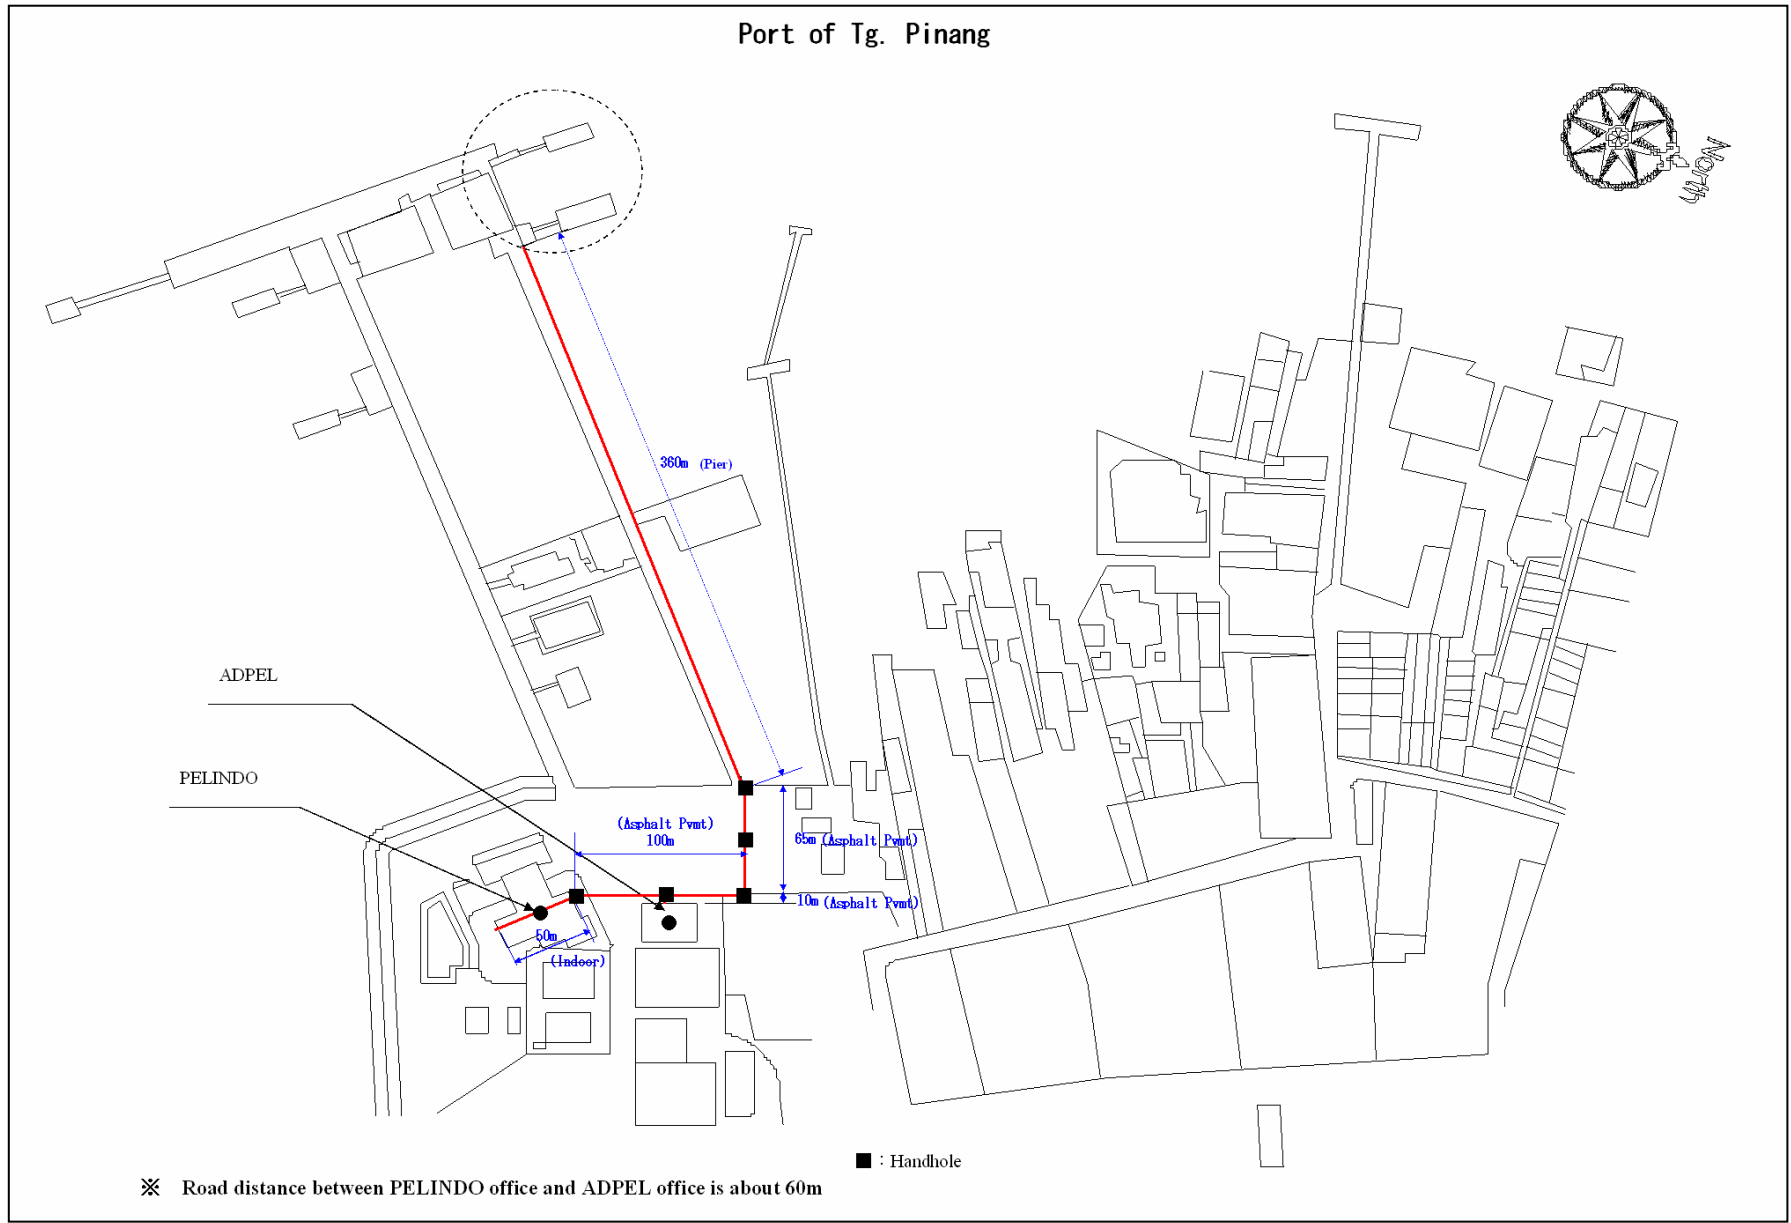 Port of Tg. Pinang
North
360m (Pier)
ADPEL
PELINDO
(Asphalt Pvmt)
100m
65m (Asphalt Pvmt)
10m (Asphalt Pvmt)
50m
(Indoor)
■ : Handhole
※ Road distance between PELINDO office and ADPEL office is about 60m